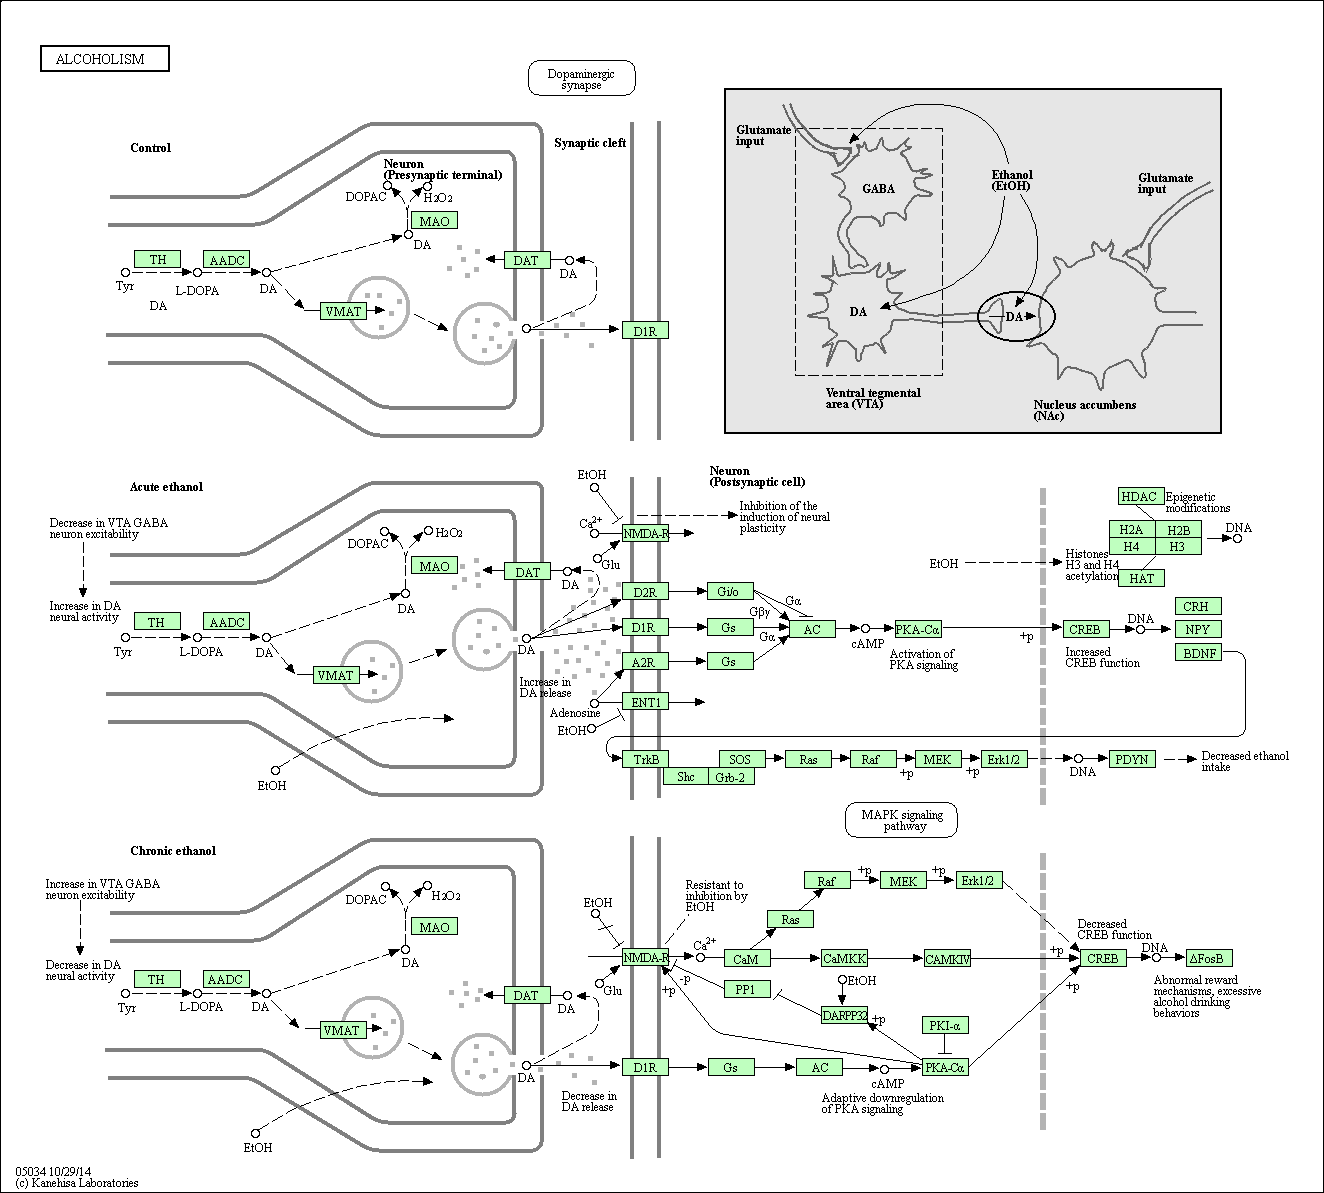 ALCOHOLISM
Dopaminergic
synapse
Control
Neuron
(Presynaptic terminal)
Synaptic cleft
DOPAC
H2O2
MAO
DA
TH
AADC
DAT
DA
Tyr
L-DOPA
DA
DA
VMAT
D1R
Glutamate
input
GABA
Ethanol
(EtOH)
Glutamate
input
DA
DA
Ventral tegmental
area (VTA)
Nucleus accumbens
(NAc)
Acute ethanol
Decrease in VTA GABA
neuron excitability
Increase in DA
neural activity
DOPAC
H2O2
MAO
DA
TH
AADC
DAT
DA
Tyr
L-DOPA
DA
VMAT
DA
Increase in
DA release
EtOH
EtOH
Ca2+
NMDA-R
Glu
Neuron
(Postsynaptic cell)
Inhibition of the
induction of neural
plasticity
D2R
Gi/o
Gα
Gβγ
D1R
Gs
Gα
AC
cAMP
PKA-Cα
Activation of
PKA signaling
+p
A2R
Gs
ENT1
Adenosine
EtOH
EtOH
HDAC
Epigenetic
modifications
H2A
H2B
H4
H3
DNA
Histones
H3 and H4
acetylation
HAT
CREB
Increased
CREB function
DNA
CRH
NPY
BDNF
TrkB
Shc
Grb-2
SOS
Ras
Raf
+p
MEK
+p
Erk1/2
DNA
PDYN
Decreased ethanol
intake
MAPK signaling
pathway
Chronic ethanol
Increase in VTA GABA
neuron excitability
Decrease in DA
neural activity
DOPAC
H2O2
MAO
DA
TH
AADC
DAT
DA
Tyr
L-DOPA
DA
VMAT
DA
Decrease in
DA release
EtOH
EtOH
NMDA-R
Glu
Resistant to
inhibition by
EtOH
Ca2+
CaM
Ras
Raf
+p
MEK
+p
Erk1/2
CaMKK
CAMKIV
+p
Decreased
CREB function
CREB
DNA
ΔFosB
Abnormal reward
mechanisms, excessive
alcohol drinking
behaviors
-p
+p
PP1
EtOH
DARPP32
+p
PKI-α
+p
D1R
Gs
AC
cAMP
PKA-Cα
Adaptive downregulation
of PKA signaling
05034 10/29/14
(c) Kanehisa Laboratories